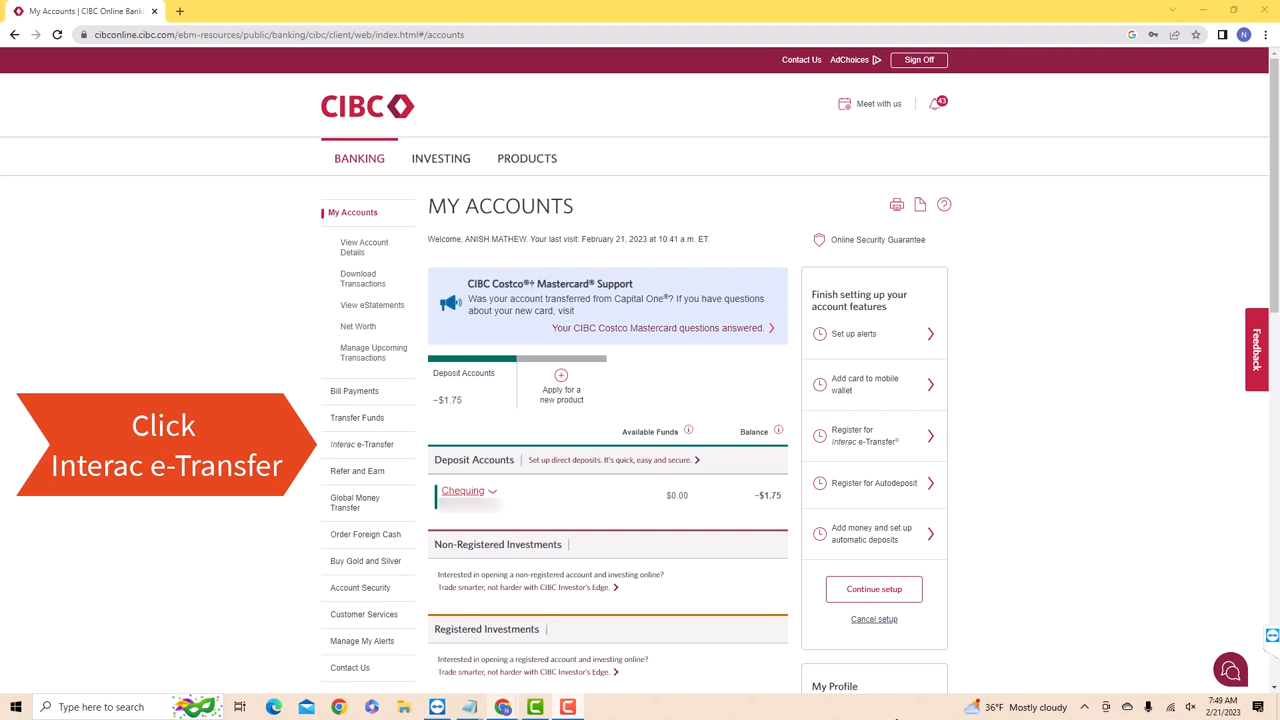 My Accounts | CIBC Online Banki
cibconline.cibc.com/ebm-resources/public/banking/cibc/client/web/index.html#/accounts
N
Contact Us AdChoices Sign Off
CIBC
Meet with us
43
BANKING INVESTING PRODUCTS
My Accounts
View Account
Details
Download
Transactions
View eStatements
Net Worth
Manage Upcoming
Transactions
Bill Payments
Transfer Funds
Interac e-Transfer
Refer and Earn
Global Money
Transfer
Order Foreign Cash
Buy Gold and Silver
Account Security
Customer Services
Manage My Alerts
Contact Us
Click
Interac e-Transfer
MY ACCOUNTS
Welcome, ANISH MATHEW. Your last visit: February 21, 2023 at 10:41 a.m. ET.
CIBC Costco®† Mastercard® Support
Was your account transferred from Capital One®? If you have questions
about your new card, visit
Your CIBC Costco Mastercard questions answered.
Deposit Accounts
−$1.75
Apply for a
new product
Available Funds Balance
Deposit Accounts | Set up direct deposits. It's quick, easy and secure.
Chequing $0.00 −$1.75
Non-Registered Investments |
Interested in opening a non-registered account and investing online?
Trade smarter, not harder with CIBC Investor's Edge.
Registered Investments |
Interested in opening a registered account and investing online?
Trade smarter, not harder with CIBC Investor's Edge.
Online Security Guarantee
Finish setting up your
account features
Set up alerts
Add card to mobile
wallet
Register for
Interac e-Transfer®
Register for Autodeposit
Add money and set up
automatic deposits
Continue setup
Cancel setup
My Profile
Feedback
Type here to search
36°F Mostly cloudy
7:49 AM
2/21/2023